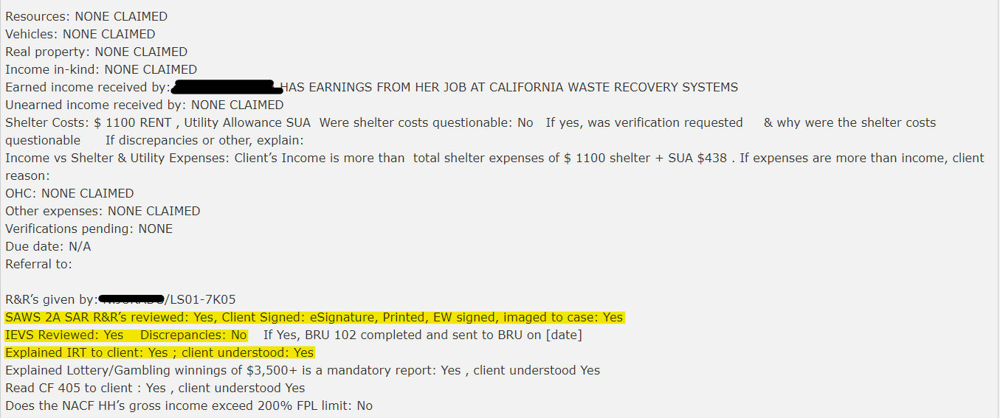 Resources: NONE CLAIMED
Vehicles: NONE CLAIMED
Real property: NONE CLAIMED
Income in-kind: NONE CLAIMED
Earned income received by: HAS EARNINGS FROM HER JOB AT CALIFORNIA WASTE RECOVERY SYSTEMS
Unearned income received by: NONE CLAIMED
Shelter Costs: $ 1100 RENT , Utility Allowance SUA  Were shelter costs questionable: No   If yes, was verification requested     & why were the shelter costs
questionable      If discrepancies or other, explain:
Income vs Shelter & Utility Expenses: Client’s Income is more than  total shelter expenses of $ 1100 shelter + SUA $438 . If expenses are more than income, client
reason:
OHC: NONE CLAIMED
Other expenses: NONE CLAIMED
Verifications pending: NONE
Due date: N/A
Referral to:
R&R’s given by: /LS01-7K05
SAWS 2A SAR R&R’s reviewed: Yes, Client Signed: eSignature, Printed, EW signed, imaged to case: Yes
IEVS Reviewed: Yes    Discrepancies: No    If Yes, BRU 102 completed and sent to BRU on [date]
Explained IRT to client: Yes ; client understood: Yes
Explained Lottery/Gambling winnings of $3,500+ is a mandatory report: Yes , client understood Yes
Read CF 405 to client : Yes , client understood Yes
Does the NACF HH’s gross income exceed 200% FPL limit: No